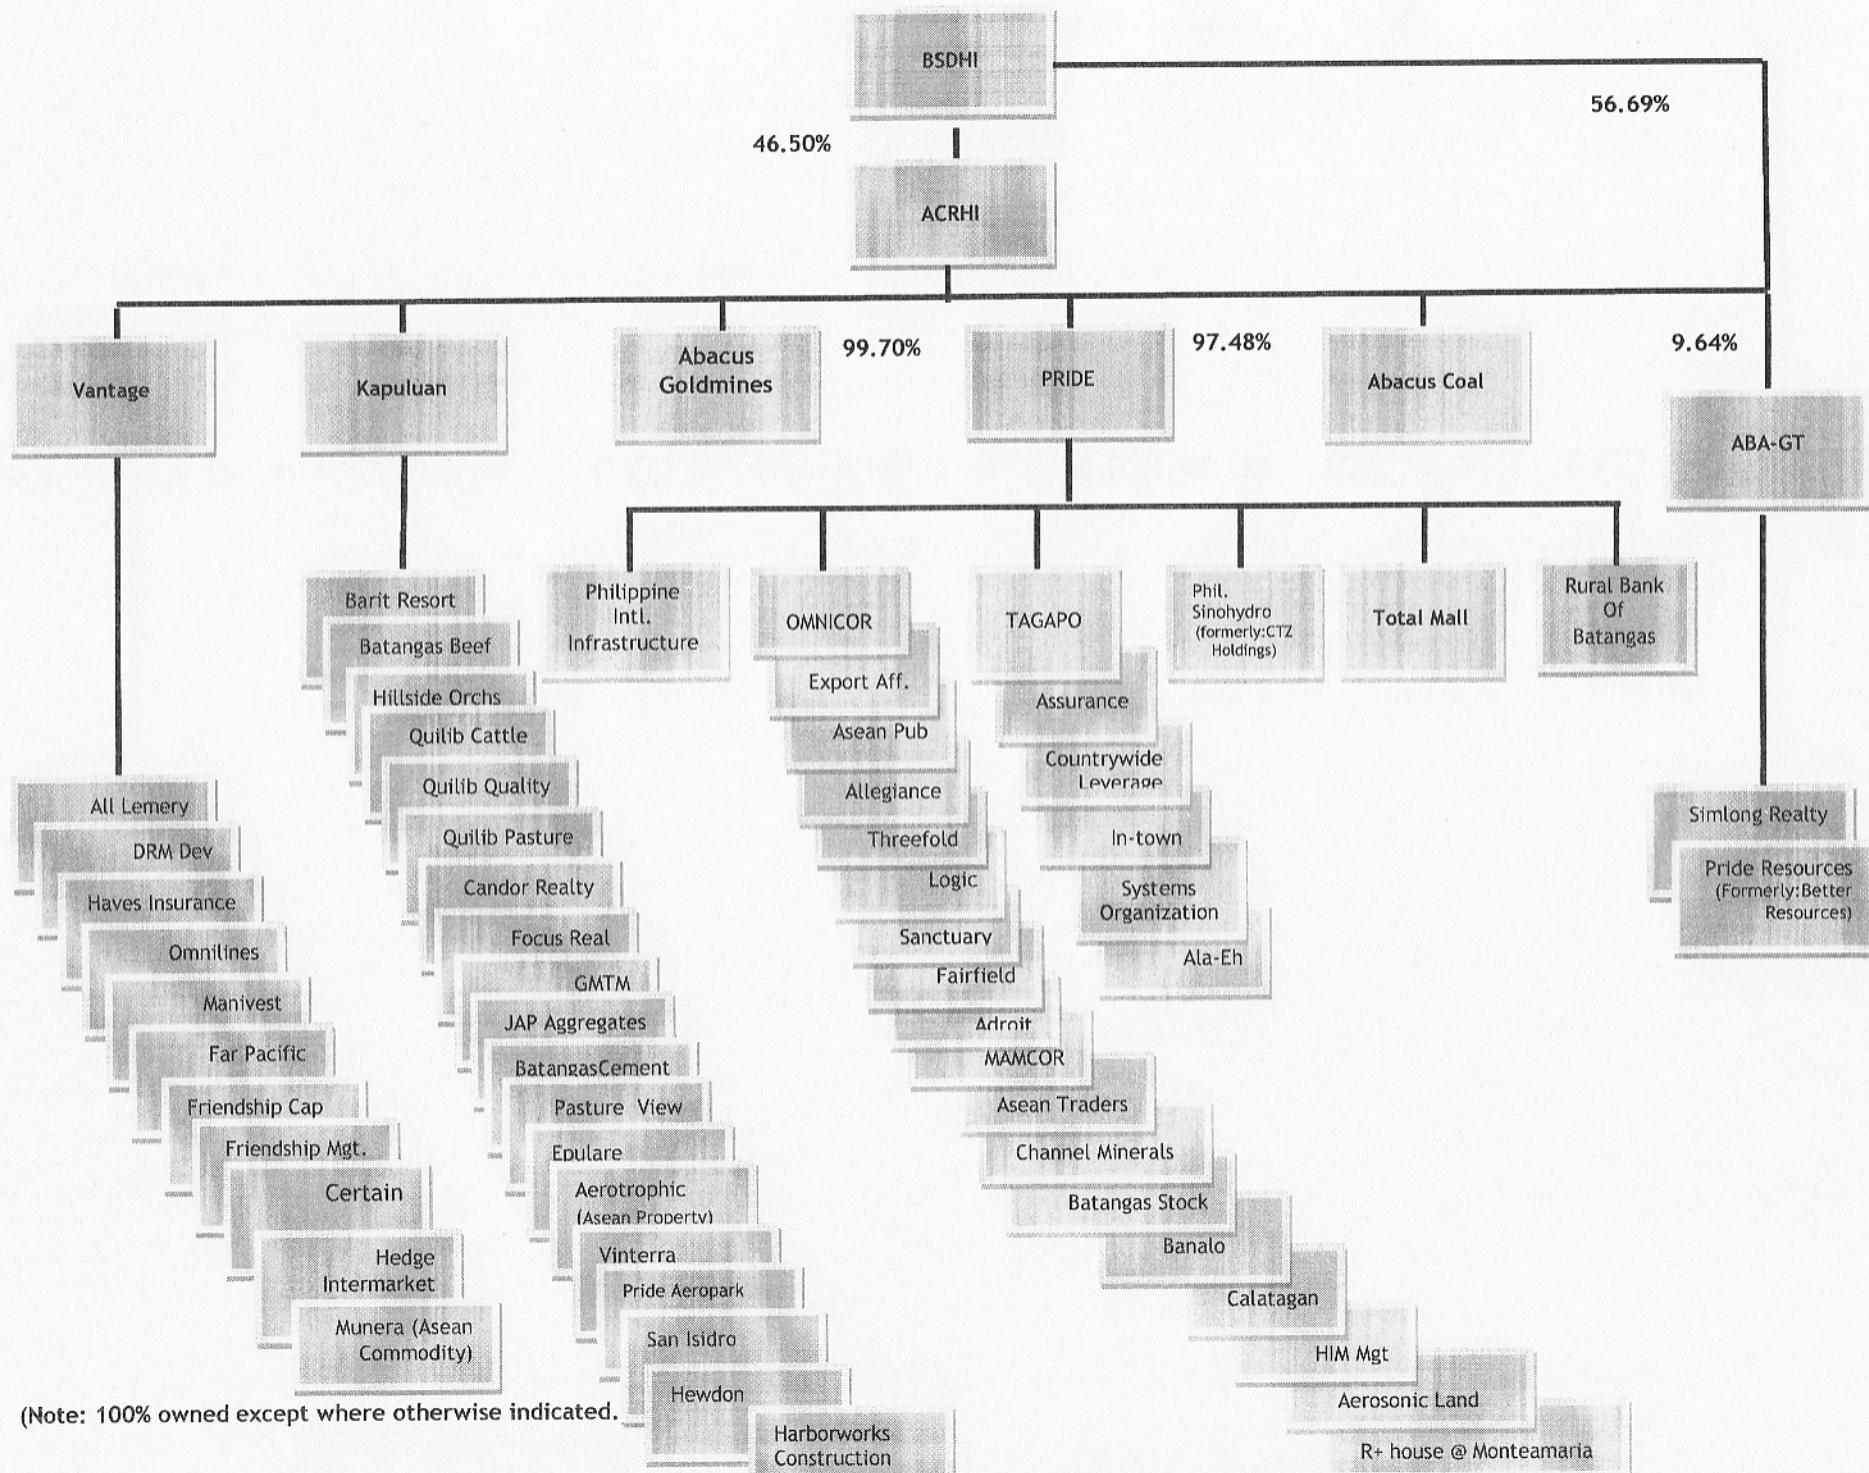 BSDHI
56.69%
46.50%
ACRHI
Vantage
Kapuluan
Abacus
Goldmines
99.70%
PRIDE
97.48%
Abacus Coal
9.64%
ABA-GT
All Lemery
DRM Dev
Haves Insurance
Omnilines
Manivest
Far Pacific
Friendship Cap
Friendship Mgt.
Certain
Hedge
Intermarket
Munera (Asean
Commodity)
Barit Resort
Batangas Beef
Hillside Orchs
Quilib Cattle
Quilib Quality
Quilib Pasture
Candor Realty
Focus Real
GMTM
JAP Aggregates
BatangasCement
Pasture View
Epulare
Aerotrophic
(Asean Property)
Vinterra
Pride Aeropark
San Isidro
Hewdon
Harborworks
Construction
Philippine
Intl.
Infrastructure
OMNICOR
Export Aff.
Asean Pub
Allegiance
Threefold
Logic
Sanctuary
Fairfield
Adroit
MAMCOR
Asean Traders
Channel Minerals
Batangas Stock
Banalo
Calatagan
HIM Mgt
Aerosonic Land
R+ house @ Monteamaria
TAGAPO
Assurance
Countrywide
Leverage
In-town
Systems
Organization
Ala-Eh
Phil.
Sinohydro
(formerly:CTZ
Holdings)
Total Mall
Rural Bank
Of
Batangas
Simlong Realty
Pride Resources
(Formerly:Better
Resources)
(Note: 100% owned except where otherwise indicated.